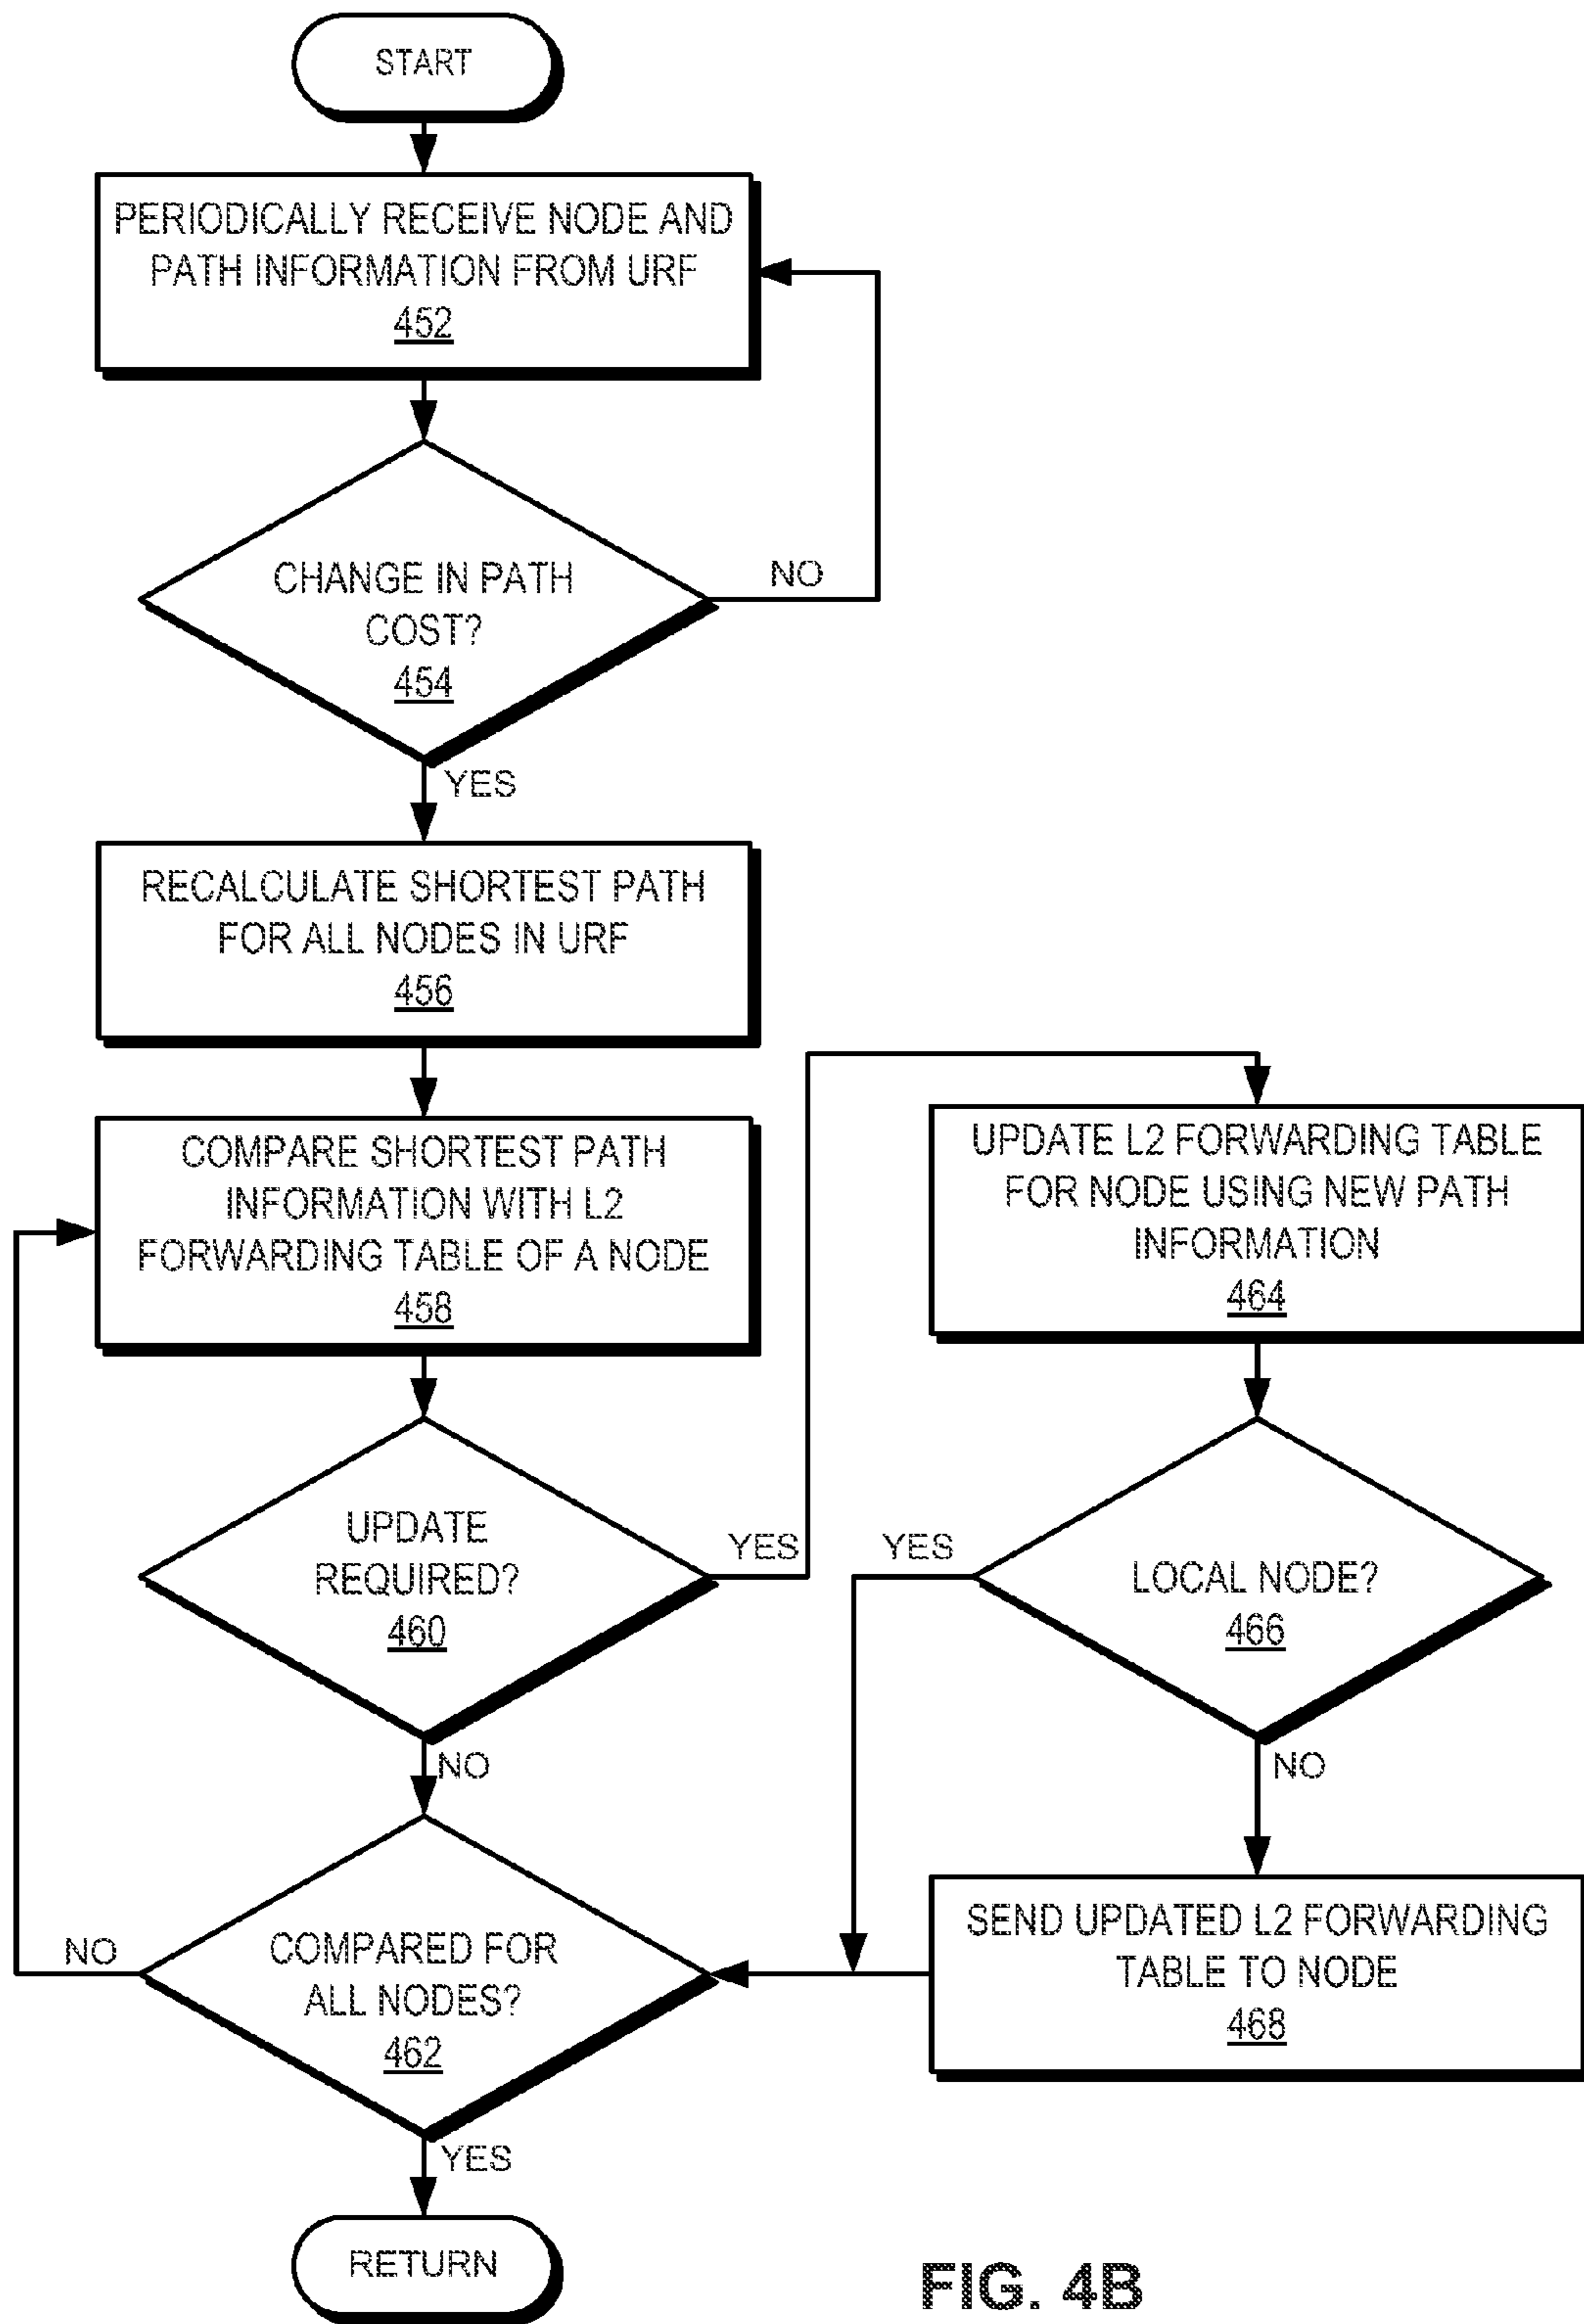 START
PERIODICALLY RECEIVE NODE AND
PATH INFORMATION FROM URF
452
CHANGE IN PATH
COST?
454
NO
YES
RECALCULATE SHORTEST PATH
FOR ALL NODES IN URF
456
COMPARE SHORTEST PATH
INFORMATION WITH L2
FORWARDING TABLE OF A NODE
458
UPDATE
REQUIRED?
460
YES
NO
UPDATE L2 FORWARDING TABLE
FOR NODE USING NEW PATH
INFORMATION
464
LOCAL NODE?
466
YES
NO
SEND UPDATED L2 FORWARDING
TABLE TO NODE
468
COMPARED FOR
ALL NODES?
462
NO
YES
RETURN
FIG. 4B